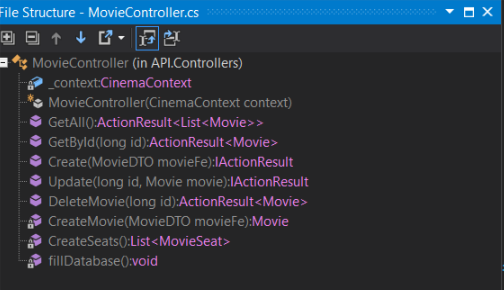 File Structure - MovieController.cs
MovieController (in API.Controllers)
_context:CinemaContext
MovieController(CinemaContext context)
GetAll():ActionResult<List<Movie>>
GetById(long id):ActionResult<Movie>
Create(MovieDTO movieFe):IActionResult
Update(long id, Movie movie):IActionResult
DeleteMovie(long id):ActionResult<Movie>
CreateMovie(MovieDTO movieFe):Movie
CreateSeats():List<MovieSeat>
fillDatabase():void